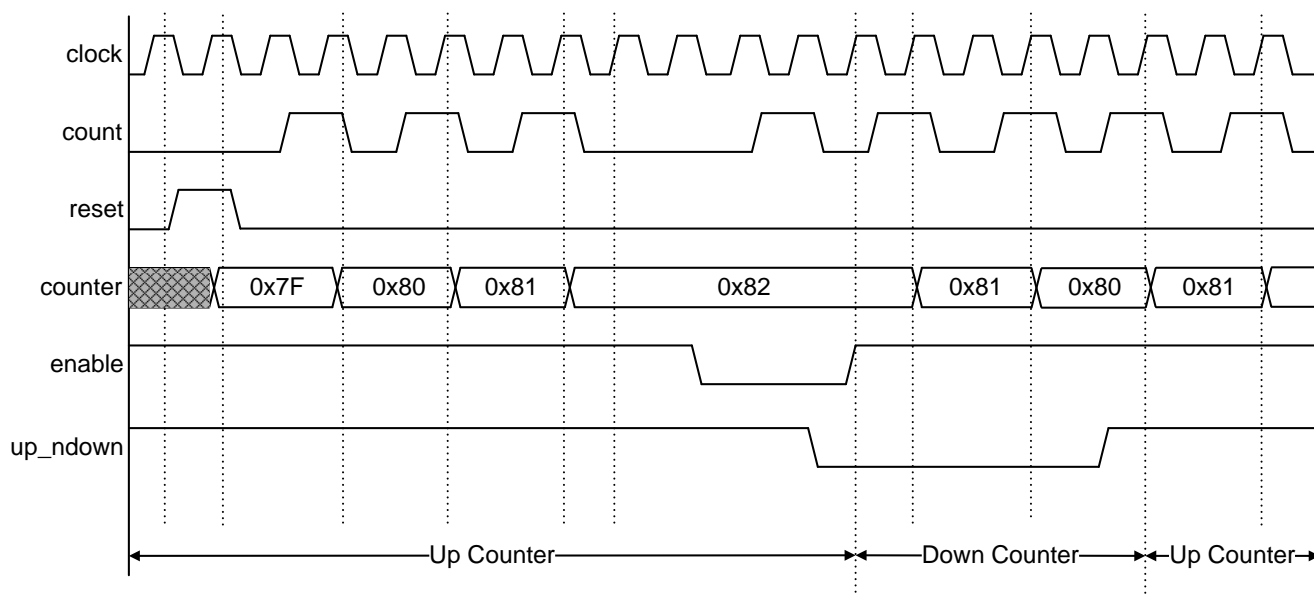 clock
count
reset
counter 0x7F 0x80 0x81 0x82 0x81 0x80 0x81
enable
up_ndown
Up Counter Down Counter Up Counter